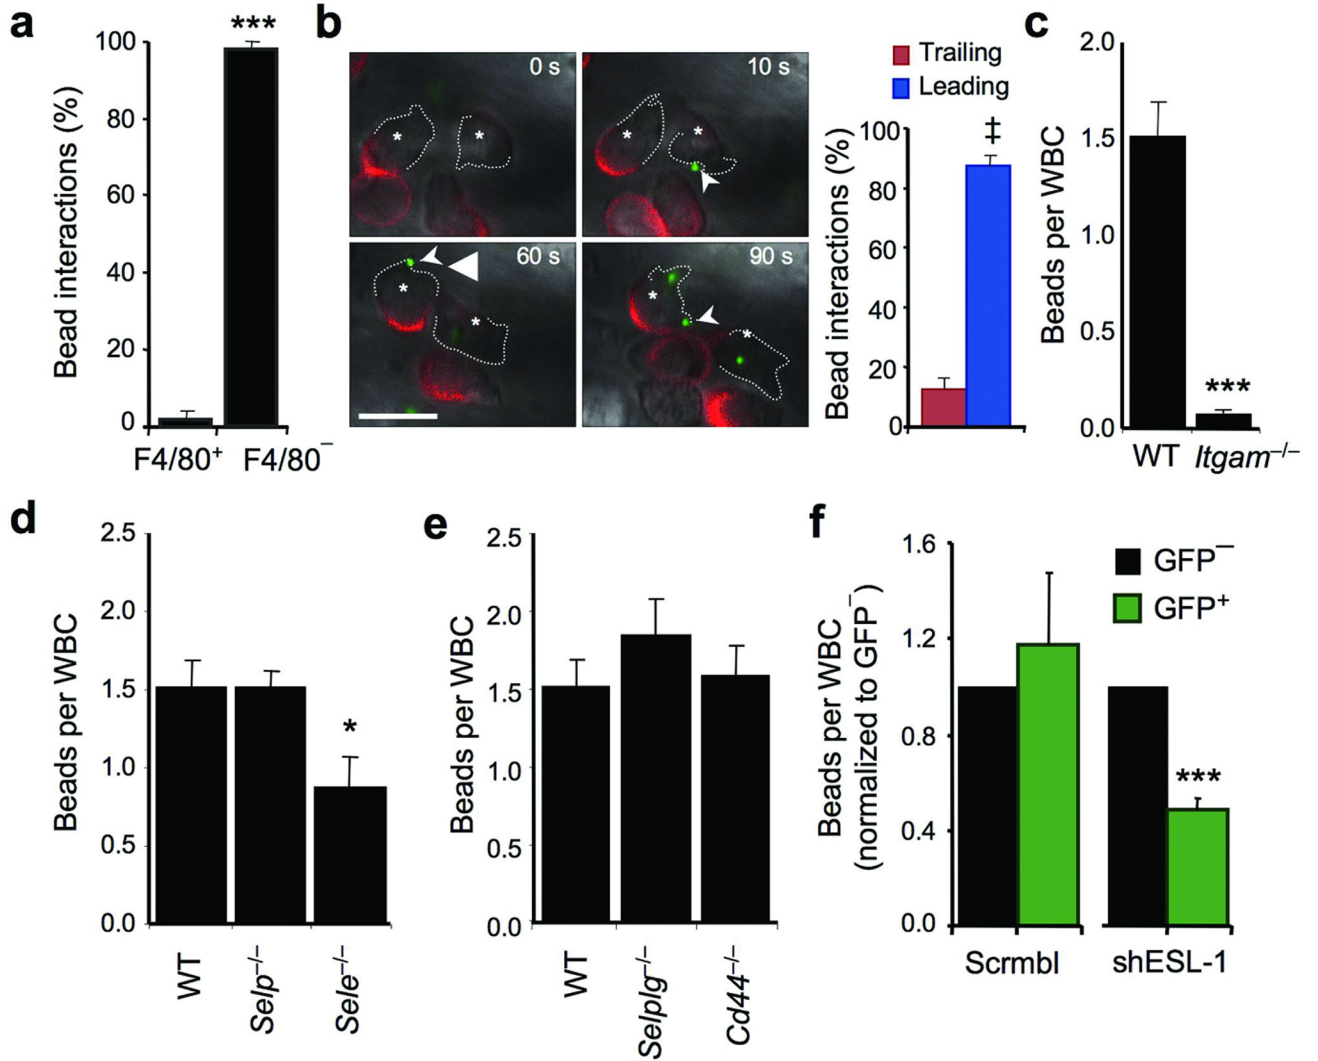 a
***
100
80
60
40
20
0
Bead interactions (%)
F4/80⁺
F4/80⁻
b
0 s
10 s
*
*
*
*
60 s
90 s
*
*
*
*
Trailing
Leading
‡
100
80
60
40
20
0
Bead interactions (%)
c
2.0
1.5
1.0
0.5
0.0
Beads per WBC
***
WT
Itgam⁻/⁻
d
2.5
2.0
1.5
1.0
0.5
0.0
Beads per WBC
*
WT
Selp⁻/⁻
Sele⁻/⁻
e
2.5
2.0
1.5
1.0
0.5
0.0
Beads per WBC
WT
Selplg⁻/⁻
Cd44⁻/⁻
f
1.6
1.2
0.8
0.4
0.0
Beads per WBC
(normalized to GFP⁻)
GFP⁻
GFP⁺
***
Scrmbl
shESL-1